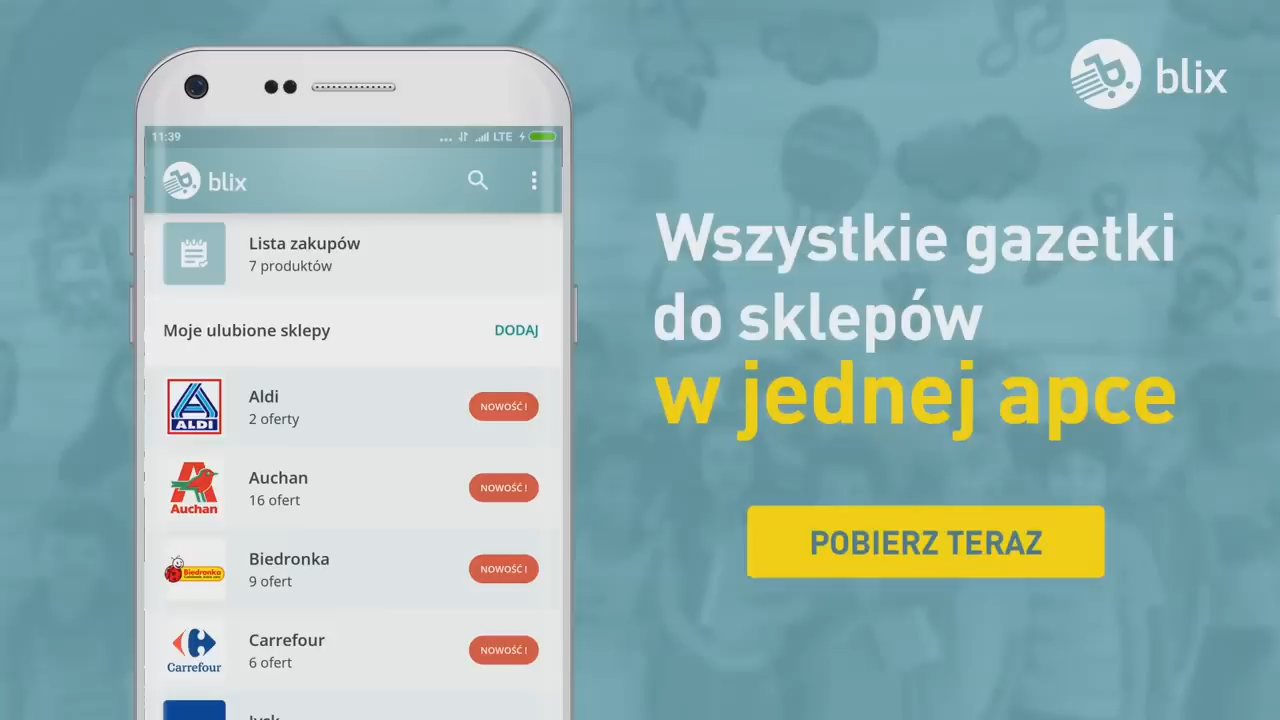 blix
11:39
... LTE
blix
Lista zakupów
7 produktów
Moje ulubione sklepy DODAJ
ALDI
Aldi
2 oferty
NOWOŚĆ !
Auchan
Auchan
16 ofert
NOWOŚĆ !
Biedronka
Biedronka
9 ofert
NOWOŚĆ !
Carrefour
Carrefour
6 ofert
NOWOŚĆ !
Wszystkie gazetki
do sklepów
w jednej apce
POBIERZ TERAZ